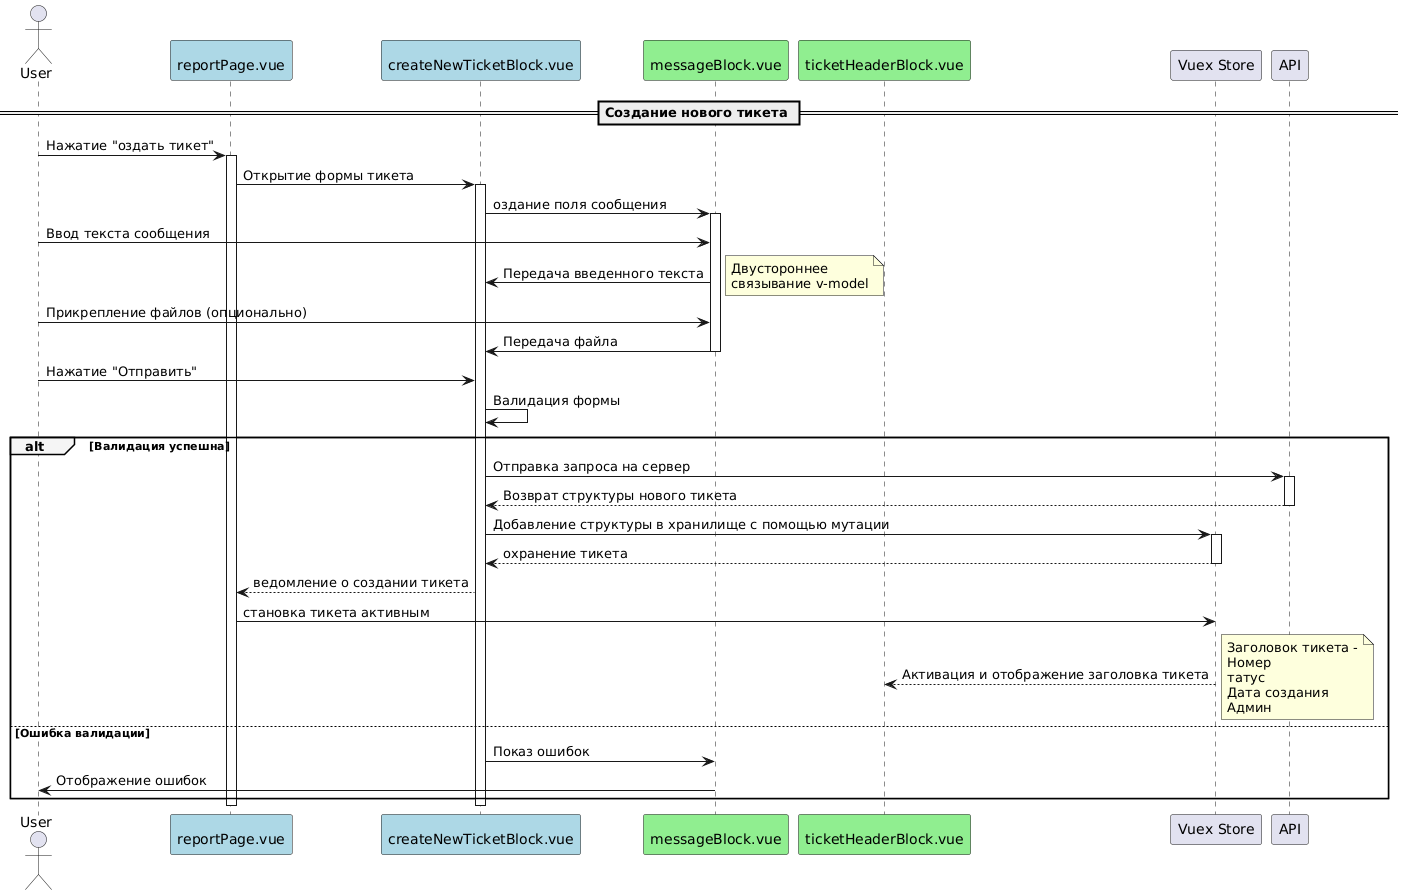 User
reportPage.vue
createNewTicketBlock.vue
messageBlock.vue
ticketHeaderBlock.vue
Vuex Store
API
Создание нового тикета
Нажатие "оздать тикет"
Открытие формы тикета
оздание поля сообщения
Ввод текста сообщения
Двустороннее
связывание v-model
Передача введенного текста
Прикрепление файлов (опционально)
Передача файла
Нажатие "Отправить"
Валидация формы
alt
[Валидация успешна]
Отправка запроса на сервер
Возврат структуры нового тикета
Добавление структуры в хранилище с помощью мутации
охранение тикета
ведомление о создании тикета
становка тикета активным
Заголовок тикета -
Номер
татус
Дата создания
Админ
Активация и отображение заголовка тикета
[Ошибка валидации]
Показ ошибок
Отображение ошибок
User
reportPage.vue
createNewTicketBlock.vue
messageBlock.vue
ticketHeaderBlock.vue
Vuex Store
API